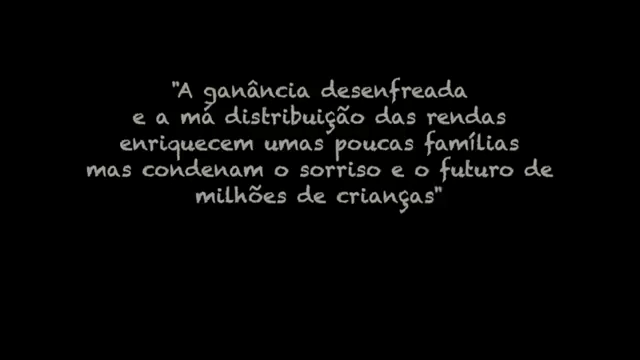 "A ganância desenfreada
e a má distribuição das rendas
enriquecem umas poucas famílias
mas condenam o sorriso e o futuro de
milhões de crianças"